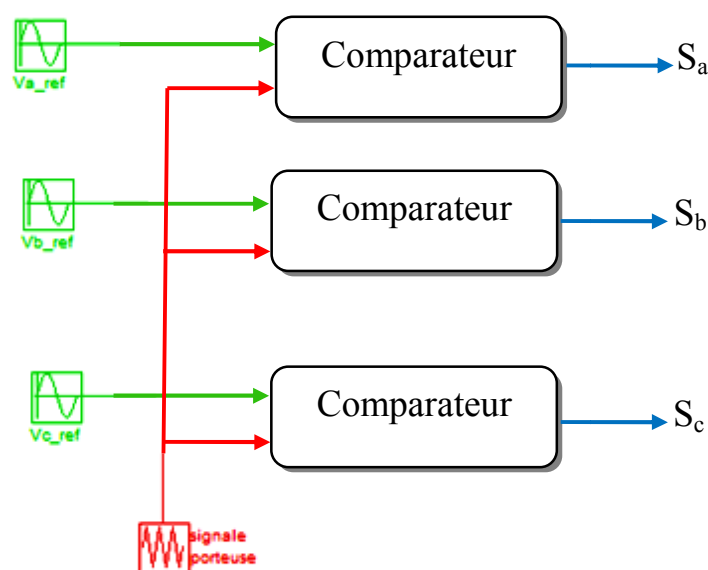 Comparateur
Va_ref
Sa
Comparateur
Vb_ref
Sb
Comparateur
Vc_ref
Sc
signale
porteuse